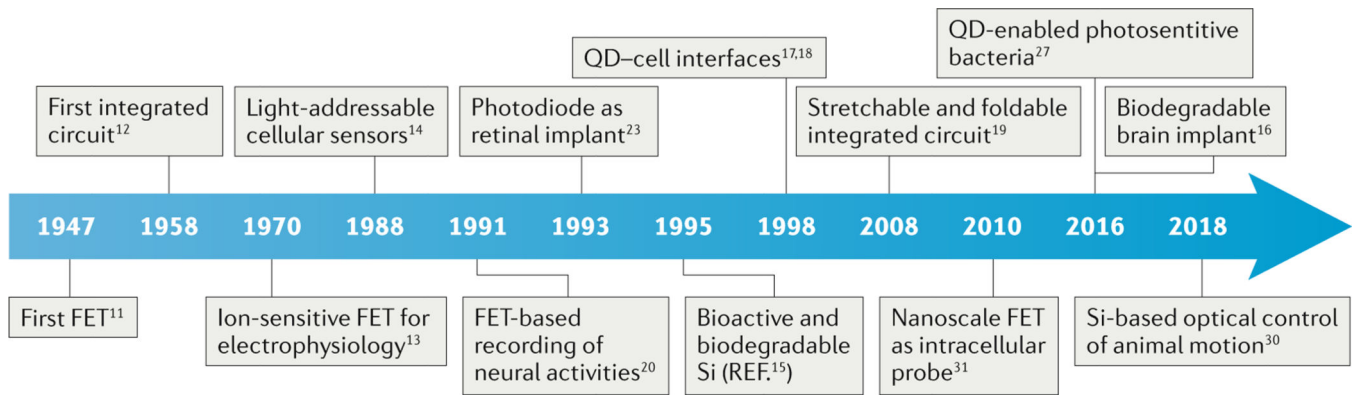 QD–cell interfaces17,18
QD-enabled photosentitive
bacteria27
First integrated
circuit12
Light-addressable
cellular sensors14
Photodiode as
retinal implant23
Stretchable and foldable
integrated circuit19
Biodegradable
brain implant16
1947 1958 1970 1988 1991 1993 1995 1998 2008 2010 2016 2018
First FET11
Ion-sensitive FET for
electrophysiology13
FET-based
recording of
neural activities20
Bioactive and
biodegradable
Si (REF.15)
Nanoscale FET
as intracellular
probe31
Si-based optical control
of animal motion30